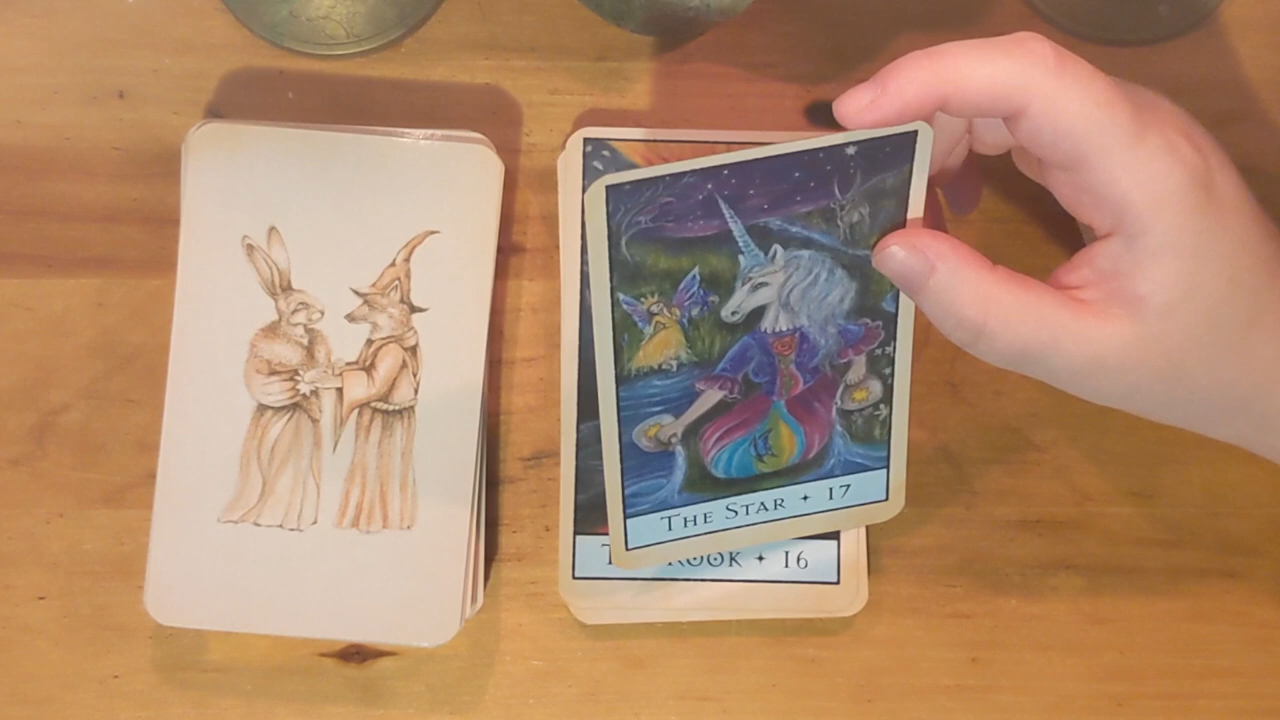 THE STAR ✦ 17
ROOK ✦ 16